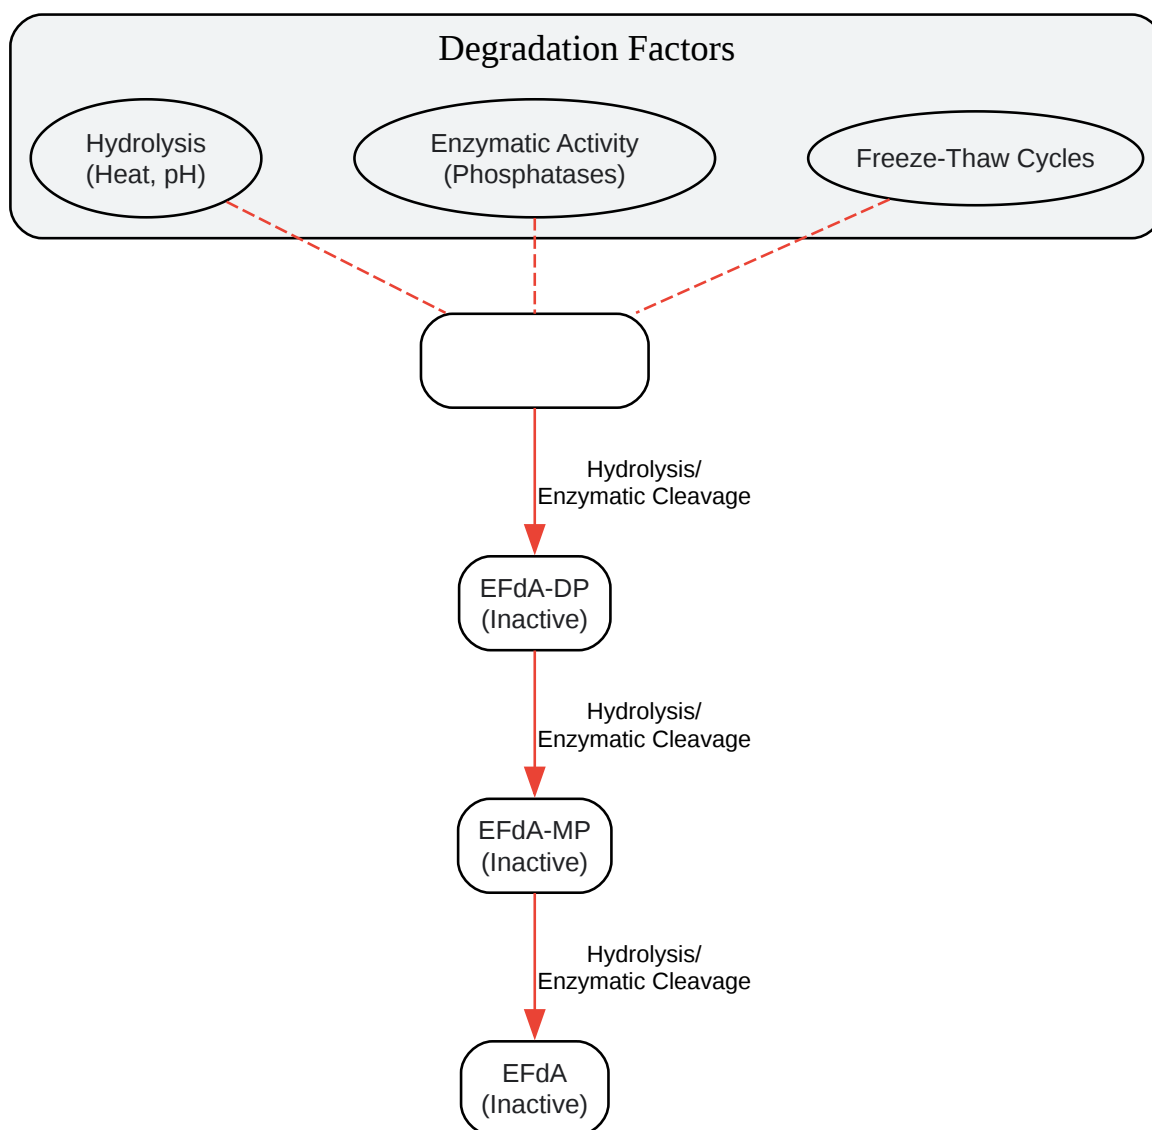 Degradation Factors
Hydrolysis
(Heat, pH)
Enzymatic Activity
(Phosphatases)
Freeze-Thaw Cycles
Hydrolysis/
Enzymatic Cleavage
EFdA-DP
(Inactive)
Hydrolysis/
Enzymatic Cleavage
EFdA-MP
(Inactive)
Hydrolysis/
Enzymatic Cleavage
EFdA
(Inactive)